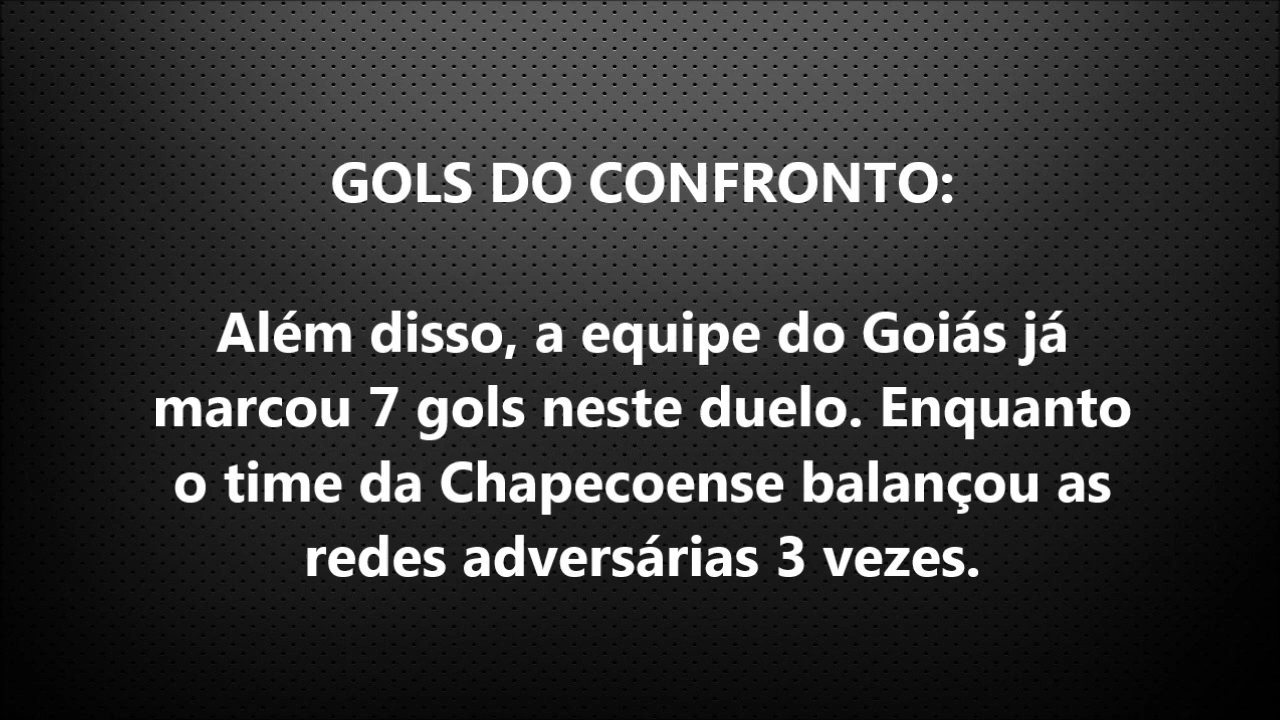 GOLS DO CONFRONTO:
Além disso, a equipe do Goiás já
marcou 7 gols neste duelo. Enquanto
o time da Chapecoense balançou as
redes adversárias 3 vezes.